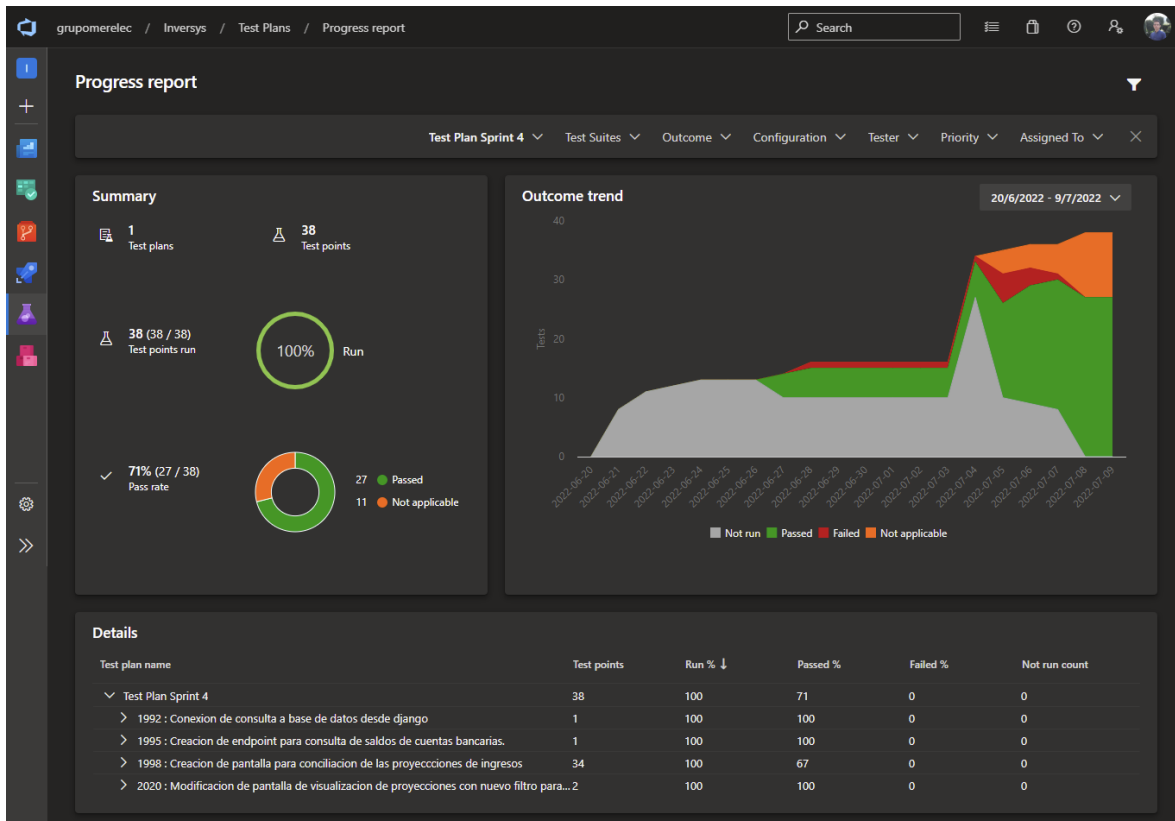 grupomerelec / Inversys / Test Plans / Progress report
Search
I
Progress report
Test Plan Sprint 4 Test Suites Outcome Configuration Tester Priority Assigned To
Summary
1
Test plans
38
Test points
38 (38 / 38)
Test points run
100%
Run
71% (27 / 38)
Pass rate
27 Passed
11 Not applicable
Outcome trend
20/6/2022 - 9/7/2022
40
30
20
10
0
Tests
2022-06-20
2022-06-21
2022-06-22
2022-06-23
2022-06-24
2022-06-25
2022-06-26
2022-06-27
2022-06-28
2022-06-29
2022-06-30
2022-07-01
2022-07-02
2022-07-03
2022-07-04
2022-07-05
2022-07-06
2022-07-07
2022-07-08
2022-07-09
Not run Passed Failed Not applicable
Details
Test plan name Test points Run % ↓ Passed % Failed % Not run count
Test Plan Sprint 4 38 100 71 0 0
1992 : Conexion de consulta a base de datos desde django 1 100 100 0 0
1995 : Creacion de endpoint para consulta de saldos de cuentas bancarias. 1 100 100 0 0
1998 : Creacion de pantalla para conciliacion de las proyeccciones de ingresos 34 100 67 0 0
2020 : Modificacion de pantalla de visualizacion de proyecciones con nuevo filtro para... 2 100 100 0 0